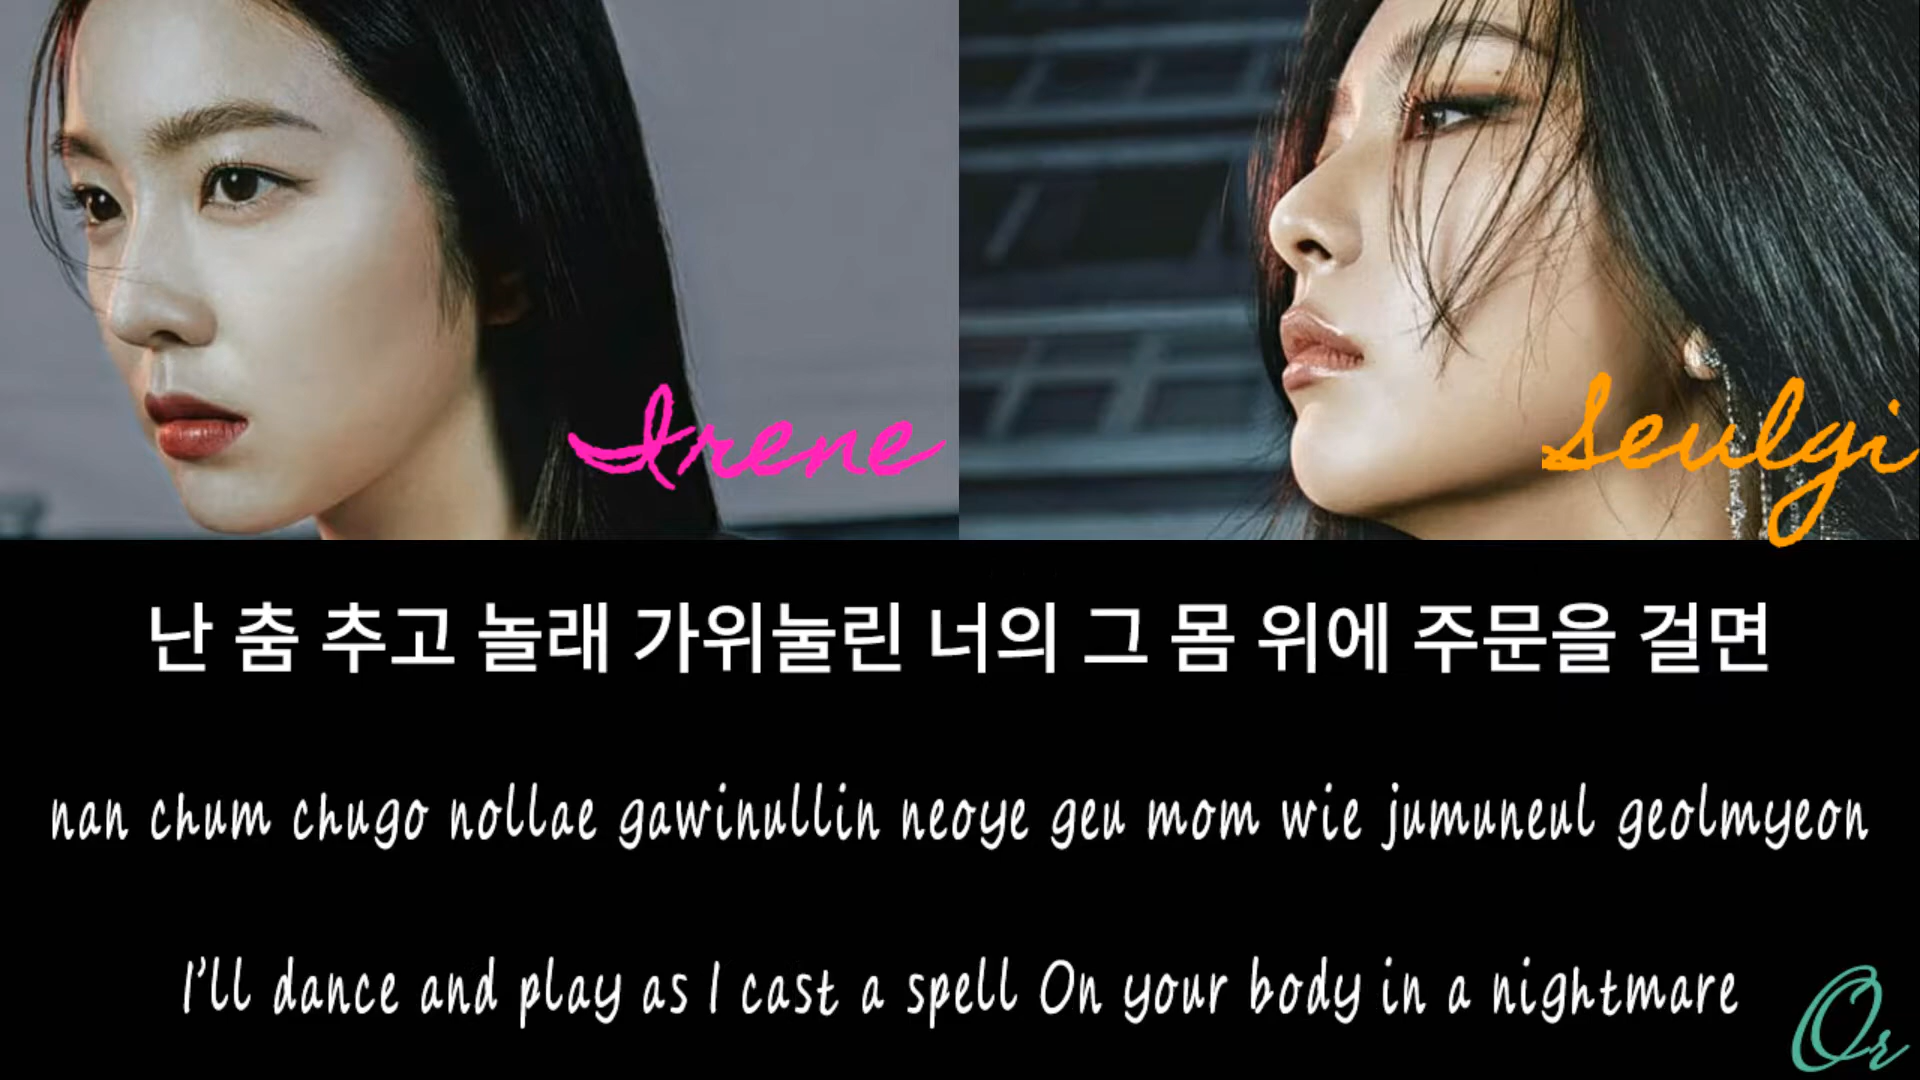 Irene
Seulgi
난 춤 추고 놀래 가위눌린 너의 그 몸 위에 주문을 걸면
nan chum chugo nollae gawinullin neoye geu mom wie jumuneul geolmyeon
I'll dance and play as I cast a spell On your body in a nightmare
Or